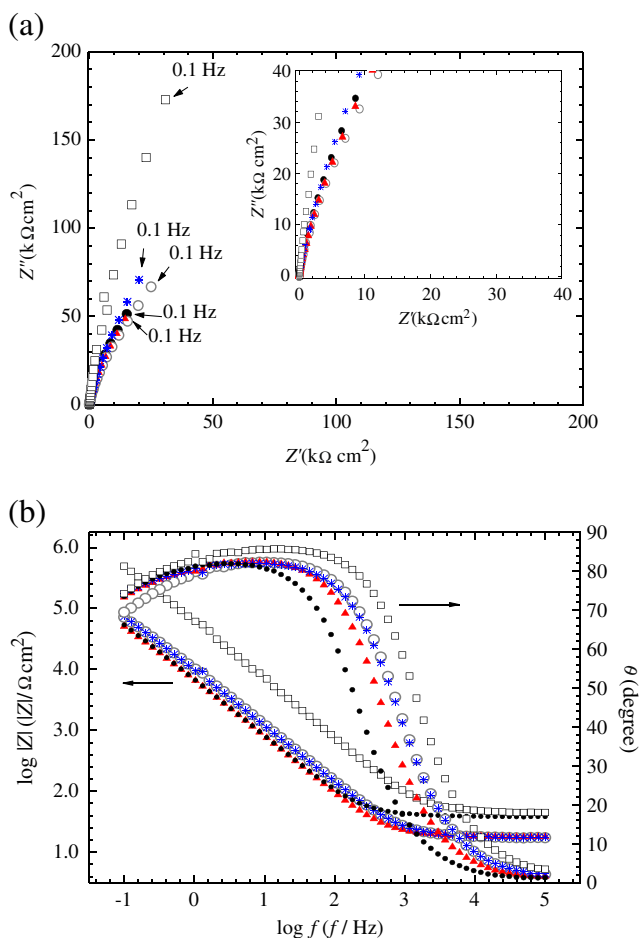 (a)
200
150
100
50
0
Z"(kΩcm²)
0.1 Hz
0.1 Hz
0.1 Hz
0.1 Hz
40
30
20
10
0
Z"(kΩ cm²)
0 10 20 30 40
Z'(kΩcm²)
0 50 100 150 200
Z'(kΩ cm²)
(b)
6.0
5.0
4.0
3.0
2.0
1.0
log |Z| (|Z|/Ω cm²)
90
80
70
60
50
40
30
20
10
0
θ (degree)
-1 0 1 2 3 4 5
log f (f / Hz)